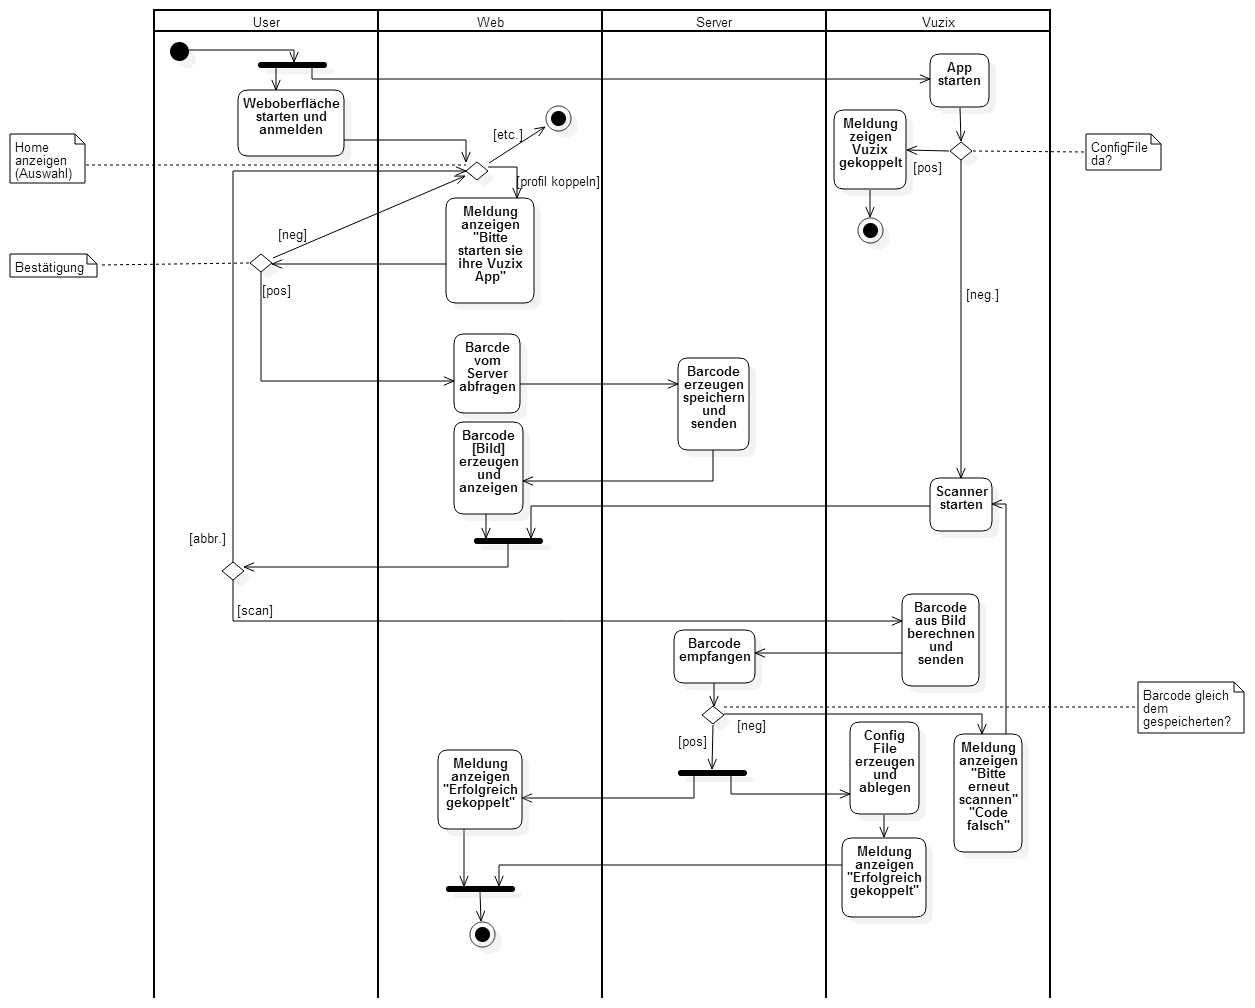 User
Web
Server
Vuzix
App
starten
Weboberfläche
starten und
anmelden
[etc.]
Meldung
zeigen
Vuzix
gekoppelt
[pos]
ConfigFile
da?
Home
anzeigen
(Auswahl)
[profil koppeln]
Meldung
anzeigen
"Bitte
starten sie
ihre Vuzix
App"
[neg]
Bestätigung
[pos]
[neg.]
Barcde
vom
Server
abfragen
Barcode
erzeugen
speichern
und
senden
Barcode
[Bild]
erzeugen
und
anzeigen
Scanner
starten
[abbr.]
[scan]
Barcode
aus Bild
berechnen
und
senden
Barcode
empfangen
Barcode gleich
dem
gespeicherten?
[neg]
[pos]
Config
File
erzeugen
und
ablegen
Meldung
anzeigen
"Bitte
erneut
scannen"
"Code
falsch"
Meldung
anzeigen
"Erfolgreich
gekoppelt"
Meldung
anzeigen
"Erfolgreich
gekoppelt"